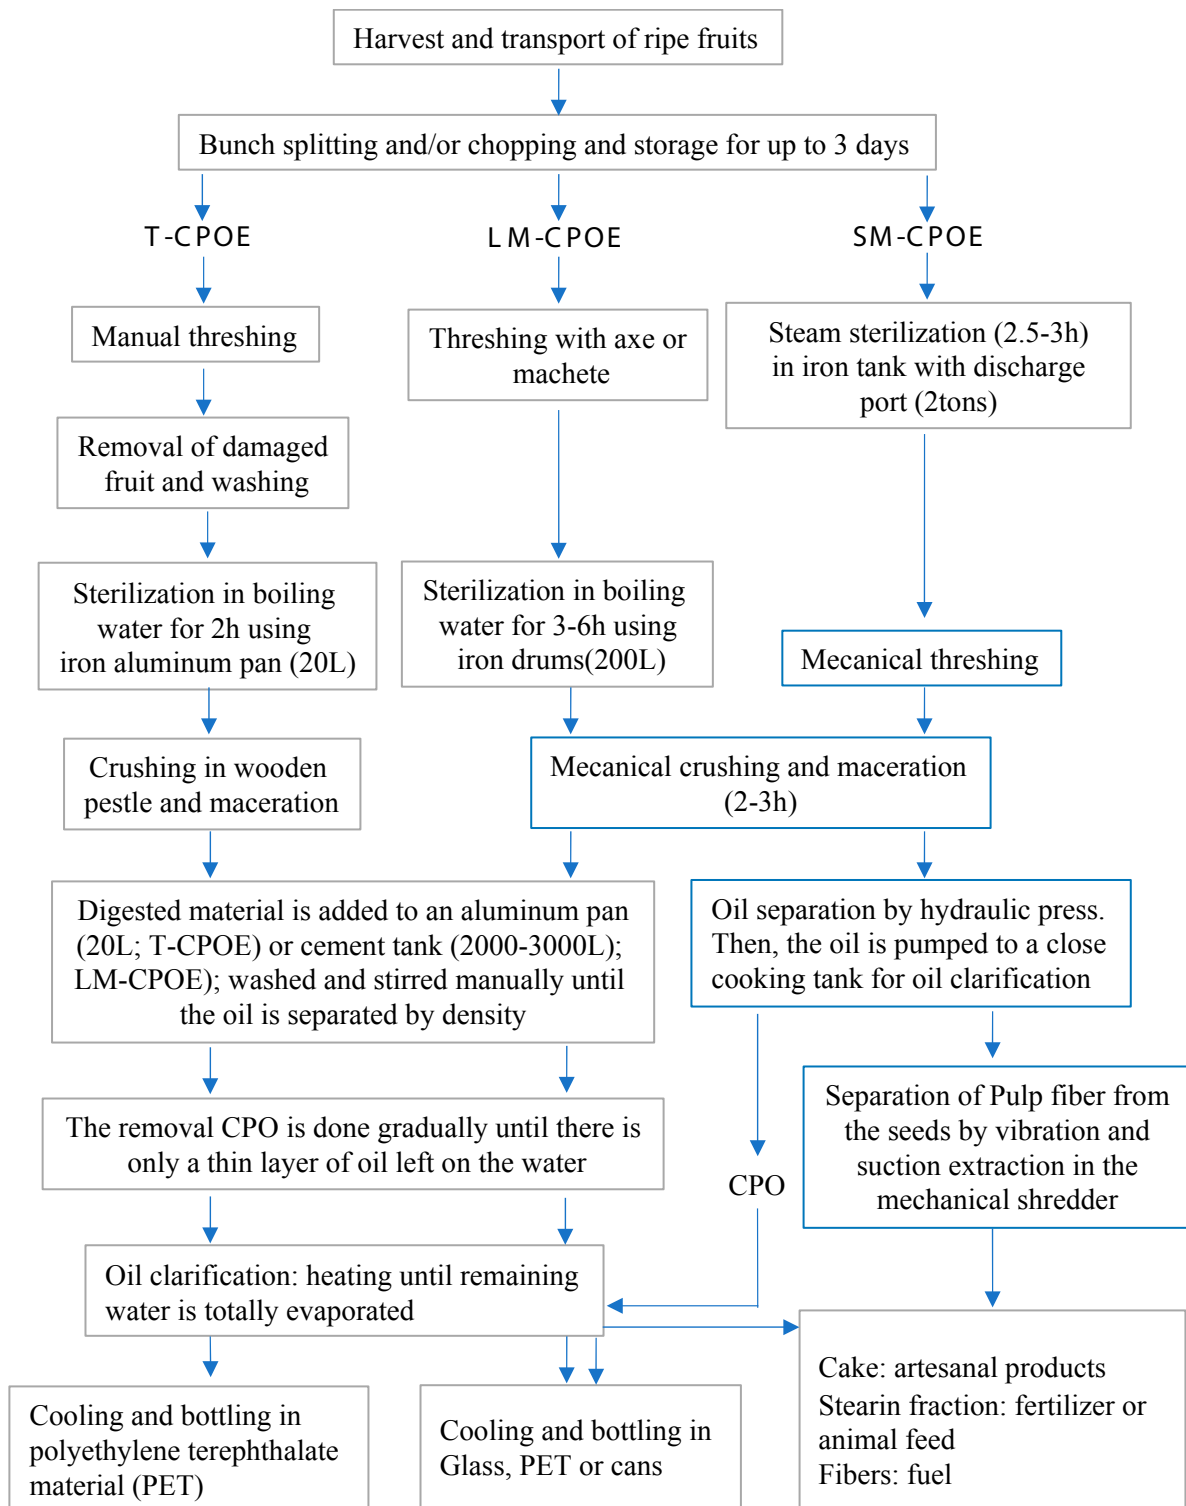 Harvest and transport of ripe fruits
Bunch splitting and/or chopping and storage for up to 3 days
T-CPOE
LM-CPOE
SM-CPOE
Manual threshing
Threshing with axe or
machete
Steam sterilization (2.5-3h)
in iron tank with discharge
port (2tons)
Removal of damaged
fruit and washing
Sterilization in boiling
water for 2h using
iron aluminum pan (20L)
Sterilization in boiling
water for 3-6h using
iron drums(200L)
Mecanical threshing
Crushing in wooden
pestle and maceration
Mecanical crushing and maceration
(2-3h)
Digested material is added to an aluminum pan
(20L; T-CPOE) or cement tank (2000-3000L);
LM-CPOE); washed and stirred manually until
the oil is separated by density
Oil separation by hydraulic press.
Then, the oil is pumped to a close
cooking tank for oil clarification
The removal CPO is done gradually until there is
only a thin layer of oil left on the water
CPO
Separation of Pulp fiber from
the seeds by vibration and
suction extraction in the
mechanical shredder
Oil clarification: heating until remaining
water is totally evaporated
Cooling and bottling in
polyethylene terephthalate
material (PET)
Cooling and bottling in
Glass, PET or cans
Cake: artesanal products
Stearin fraction: fertilizer or
animal feed
Fibers: fuel